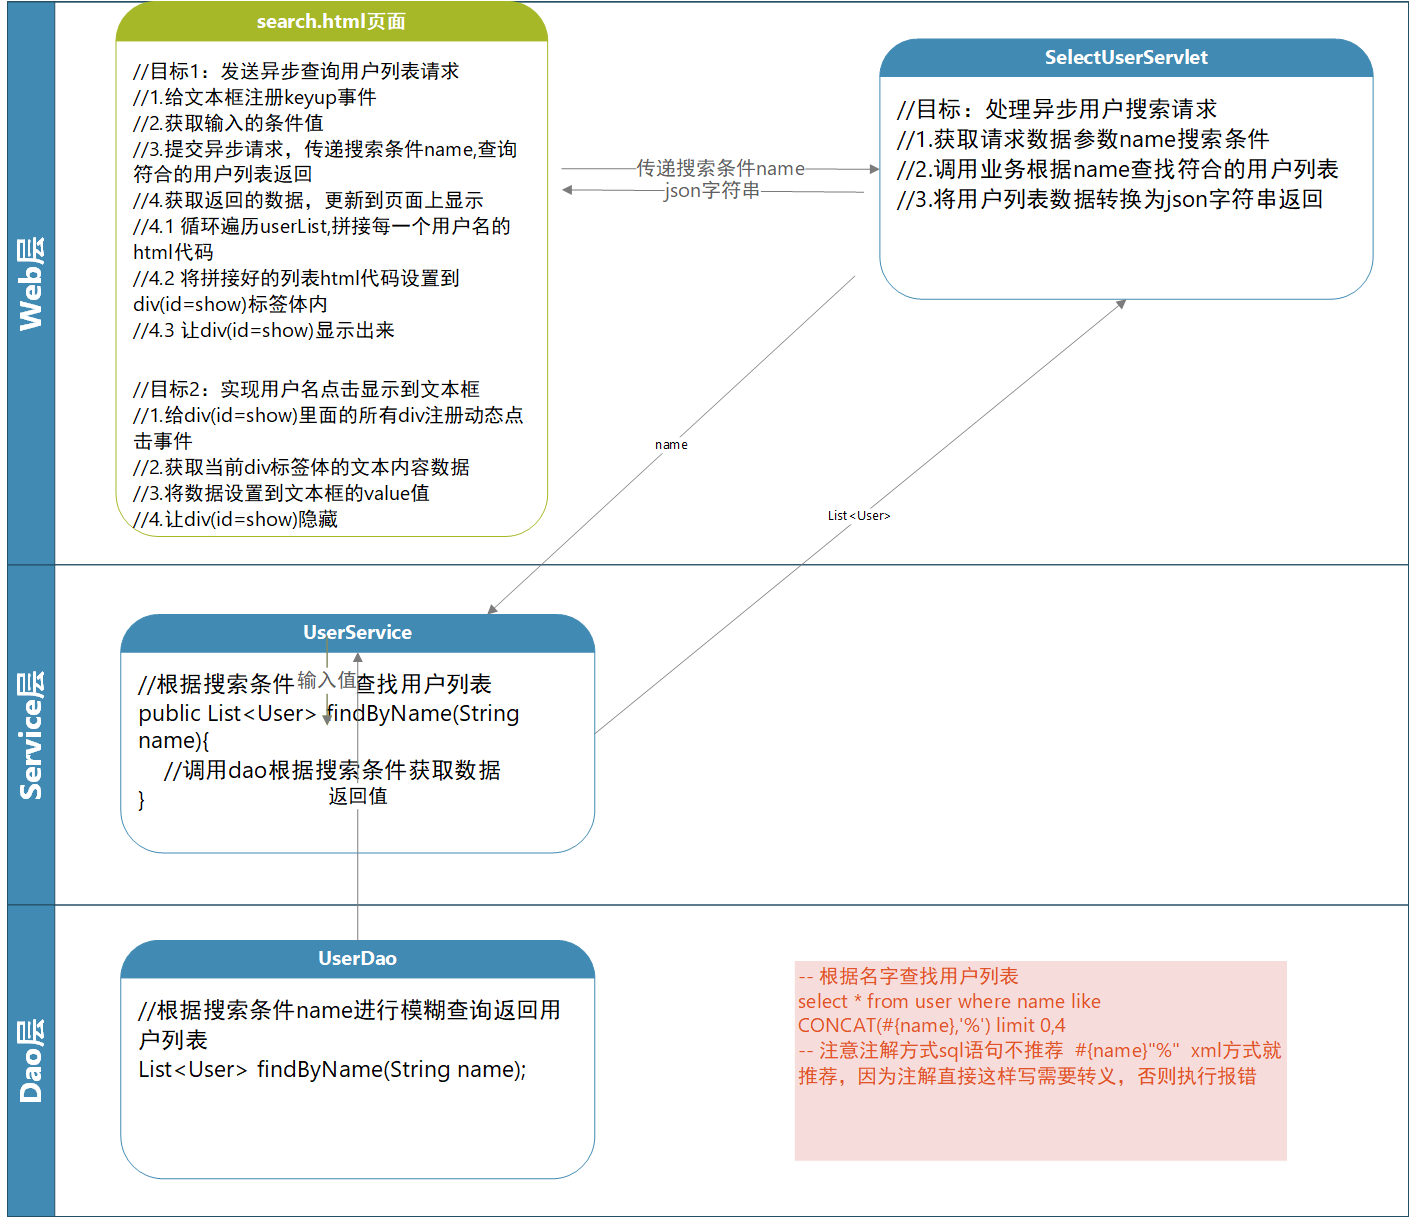 Web层
search.html页面
//目标1：发送异步查询用户列表请求
//1.给文本框注册keyup事件
//2.获取输入的条件值
//3.提交异步请求，传递搜索条件name,查询
符合的用户列表返回
//4.获取返回的数据，更新到页面上显示
//4.1 循环遍历userList,拼接每一个用户名的
html代码
//4.2 将拼接好的列表html代码设置到
div(id=show)标签体内
//4.3 让div(id=show)显示出来
//目标2：实现用户名点击显示到文本框
//1.给div(id=show)里面的所有div注册动态点
击事件
//2.获取当前div标签体的文本内容数据
//3.将数据设置到文本框的value值
//4.让div(id=show)隐藏
传递搜索条件name
json字符串
SelectUserServlet
//目标：处理异步用户搜索请求
//1.获取请求数据参数name搜索条件
//2.调用业务根据name查找符合的用户列表
//3.将用户列表数据转换为json字符串返回
name
List<User>
Service层
UserService
//根据搜索条件
输入值
查找用户列表
public List<User> findByName(String
name){
//调用dao根据搜索条件获取数据
}
返回值
Dao层
UserDao
//根据搜索条件name进行模糊查询返回用
户列表
List<User> findByName(String name);
-- 根据名字查找用户列表
select * from user where name like
CONCAT(#{name},'%') limit 0,4
-- 注意注解方式sql语句不推荐 #{name}"%" xml方式就
推荐，因为注解直接这样写需要转义，否则执行报错